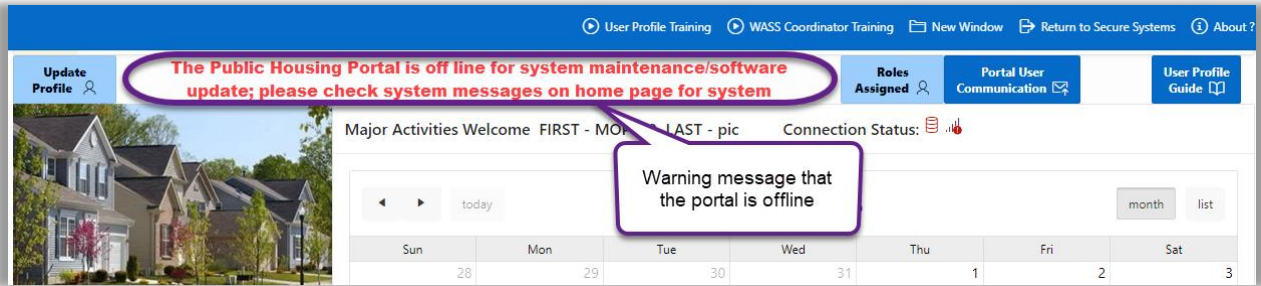 User Profile Training WASS Coordinator Training New Window Return to Secure Systems About ?
Update
Profile
The Public Housing Portal is off line for system maintenance/software
update; please check system messages on home page for system
Roles
Assigned
Portal User
Communication
User Profile
Guide
Major Activities Welcome FIRST - LAST - pic Connection Status:
Warning message that
the portal is offline
today
month list
Sun Mon Tue Wed Thu Fri Sat
28 29 30 31 1 2 3